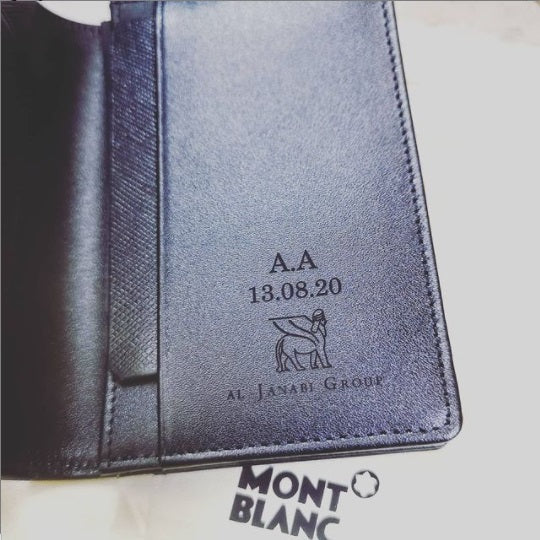 A.A
13.08.20
AL JANABI GROUP
MONT
BLANC